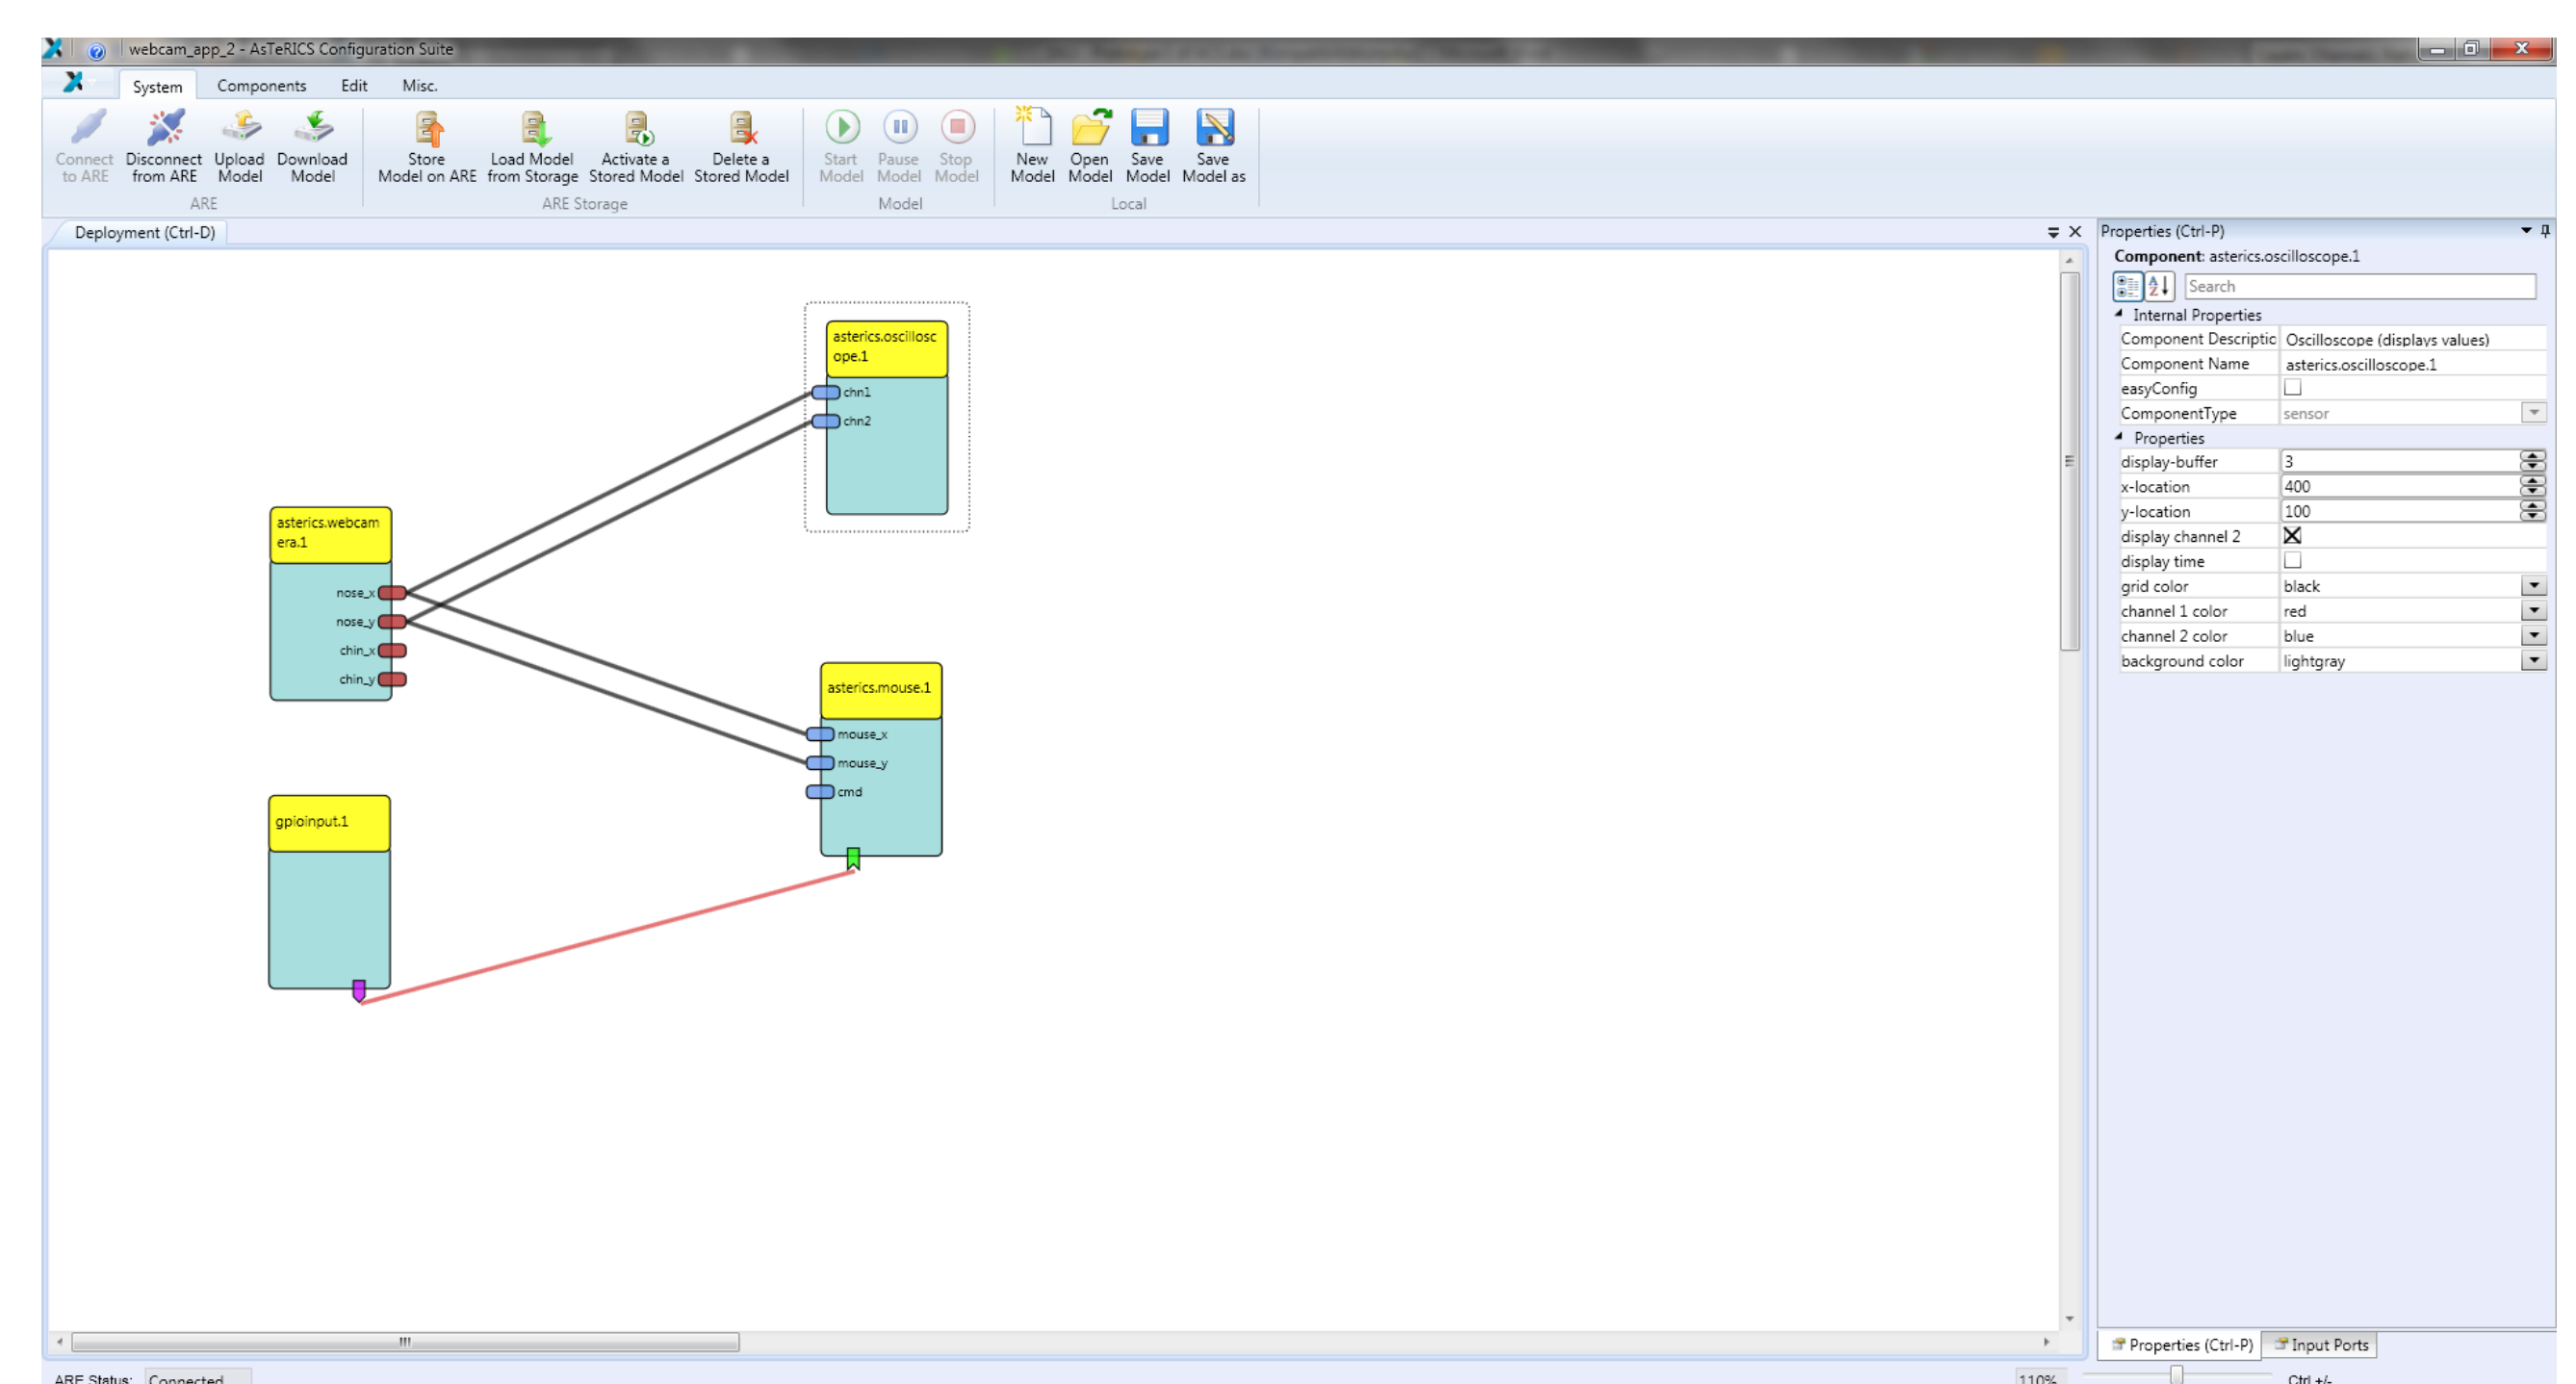 webcam_app_2 - AsTeRICS Configuration Suite
System Components Edit Misc.
Connect to ARE
Disconnect from ARE
Upload Model
Download Model
Store Model on ARE
Load Model from Storage
Activate a Stored Model
Delete a Stored Model
Start Model
Pause Model
Stop Model
New Model
Open Model
Save Model
Save Model as
ARE
ARE Storage
Model
Local
Deployment (Ctrl-D)
asterics.oscillosc
ope.1
chn1
chn2
asterics.webcam
era.1
nose_x
nose_y
chin_x
chin_y
asterics.mouse.1
mouse_x
mouse_y
cmd
gpioinput.1
Properties (Ctrl-P)
Component: asterics.oscilloscope.1
Search
Internal Properties
Component Descriptic Oscilloscope (displays values)
Component Name asterics.oscilloscope.1
easyConfig
ComponentType sensor
Properties
display-buffer 3
x-location 400
y-location 100
display channel 2
display time
grid color black
channel 1 color red
channel 2 color blue
background color lightgray
Properties (Ctrl-P) Input Ports
ARE Status: Connected
110% Ctrl +/-